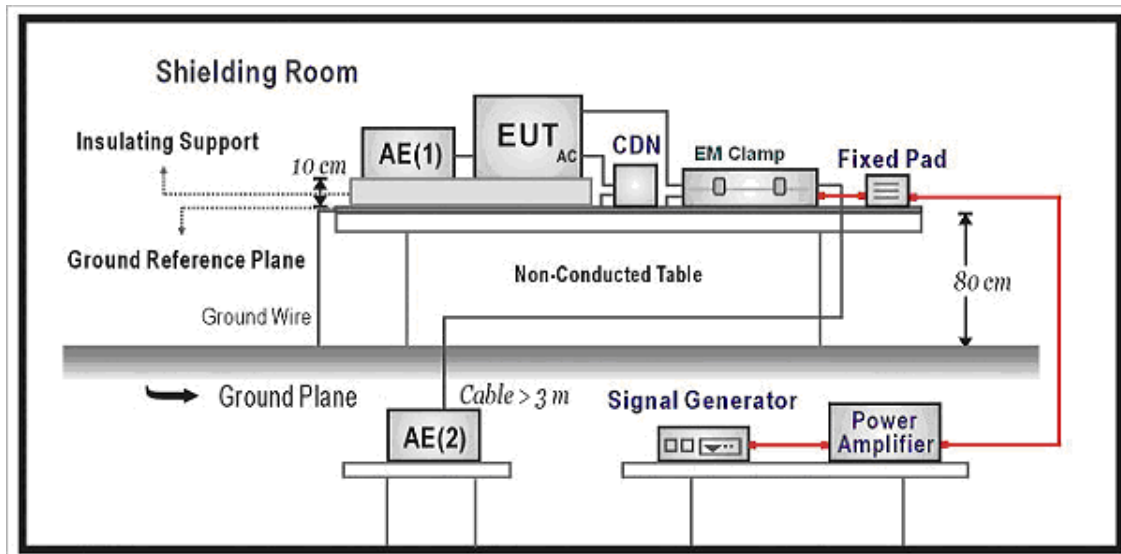 Shielding Room
Insulating Support
10 cm
AE(1)
EUT
AC
CDN
EM Clamp
Fixed Pad
Ground Reference Plane
Non-Conducted Table
80 cm
Ground Wire
Ground Plane
Cable > 3 m
Signal Generator
Power
Amplifier
AE(2)